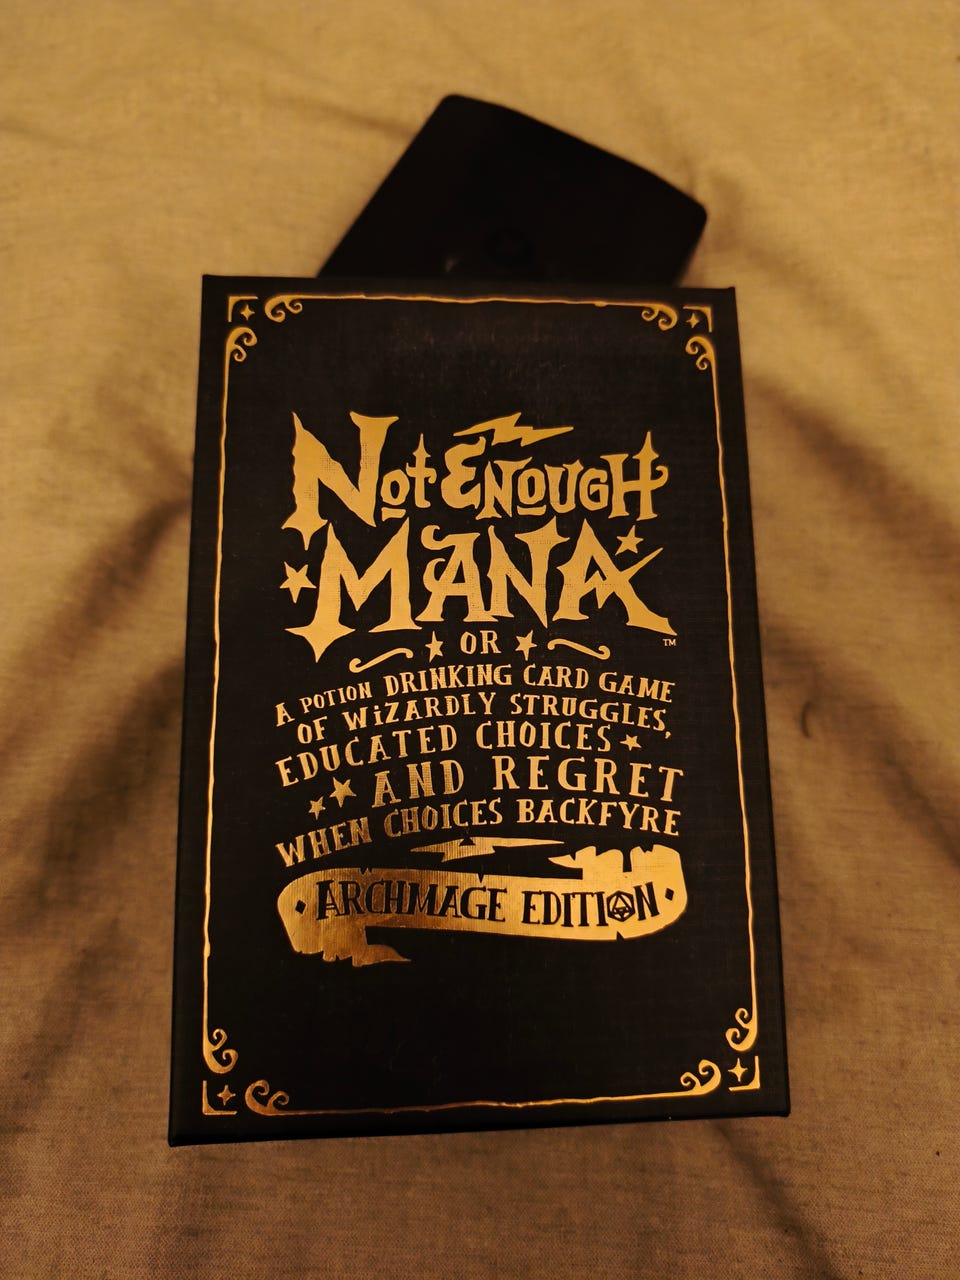 Not Enough
Mana
™
OR
A POTION DRINKING CARD GAME
OF WiZARDLY STRUGGLES,
EDUCATED CHOICES
AND REGRET
WHEN CHOICES BACKFYRE
ARCHMAGE EDITION